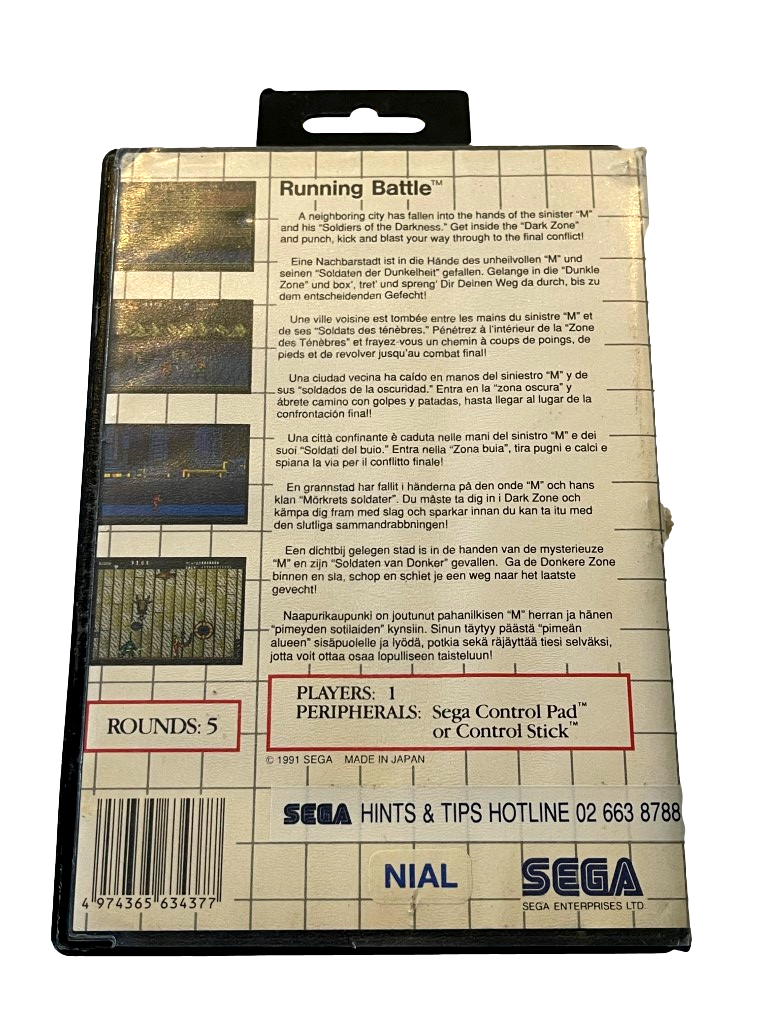 Running Battle™
A neighboring city has fallen into the hands of the sinister “M”
and his “Soldiers of the Darkness.” Get inside the “Dark Zone”
and punch, kick and blast your way through to the final conflict!
Eine Nachbarstadt ist in die Hände des unheilvollen “M” und
seinen “Soldaten der Dunkelheit” gefallen. Gelange in die “Dunkle
Zone” und box’, tret’ und spreng’ Dir Deinen Weg da durch, bis zu
dem entscheidenden Gefecht!
Une ville voisine est tombée entre les mains du sinistre “M” et
de ses “Soldats des ténèbres.” Pénétrez à l’intérieur de la “Zone
des Ténèbres” et frayez-vous un chemin à coups de poings, de
pieds et de revolver jusqu’au combat final!
Una ciudad vecina ha caído en manos del siniestro “M” y de
sus “soldados de la oscuridad.” Entra en la “zona oscura” y
ábrete camino con golpes y patadas, hasta llegar al lugar de la
confrontación final!
Una città confinante è caduta nelle mani del sinistro “M” e dei
suoi “Soldati del buio.” Entra nella “Zona buia”, tira pugni e calci e
spiana la via per il conflitto finale!
En grannstad har fallit i händerna på den onde “M” och hans
klan “Mörkrets soldater”. Du måste ta dig in i Dark Zone och
kämpa dig fram med slag och sparkar innan du kan ta itu med
den slutliga sammandrabbningen!
Een dichtbij gelegen stad is in de handen van de mysterieuze
“M” en zijn “Soldaten van Donker” gevallen. Ga de Donkere Zone
binnen en sla, schop en schiet je een weg naar het laatste
gevecht!
Naapurikaupunki on joutunut pahanilkisen “M” herran ja hänen
“pimeyden sotilaiden” kynsiin. Sinun täytyy päästä “pimeän
alueen” sisäpuolelle ja lyödä, potkia sekä räjäyttää tiesi selväksi,
jotta voit ottaa osaa lopulliseen taisteluun!
ROUNDS: 5
PLAYERS: 1
PERIPHERALS: Sega Control Pad™
or Control Stick™
© 1991 SEGA MADE IN JAPAN
SEGA HINTS & TIPS HOTLINE 02 663 8788
4 974365 634377
NIAL
SEGA
SEGA ENTERPRISES LTD.